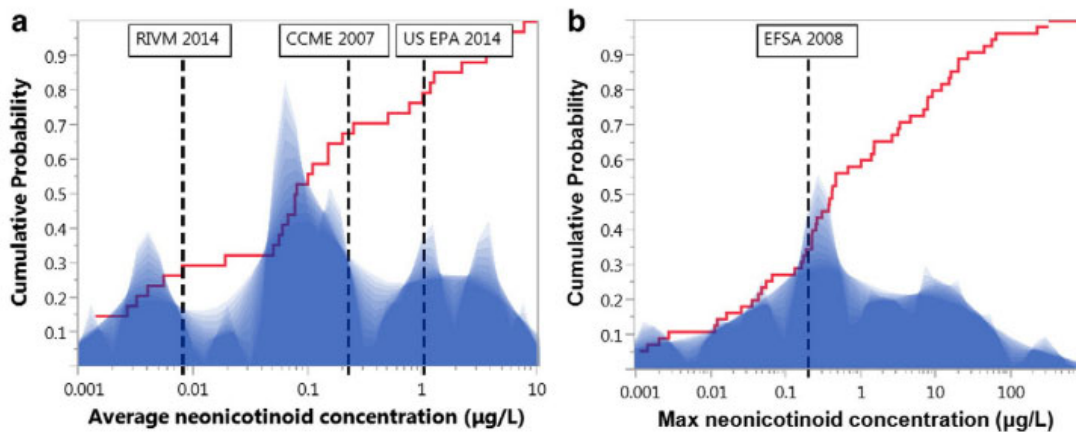 a
RIVM 2014
CCME 2007
US EPA 2014
Cumulative Probability
0.9
0.8
0.7
0.6
0.5
0.4
0.3
0.2
0.1
0.001
0.01
0.1
1
10
Average neonicotinoid concentration (µg/L)
b
EFSA 2008
Cumulative Probability
0.9
0.8
0.7
0.6
0.5
0.4
0.3
0.2
0.1
0.001
0.01
0.1
1
10
100
Max neonicotinoid concentration (µg/L)